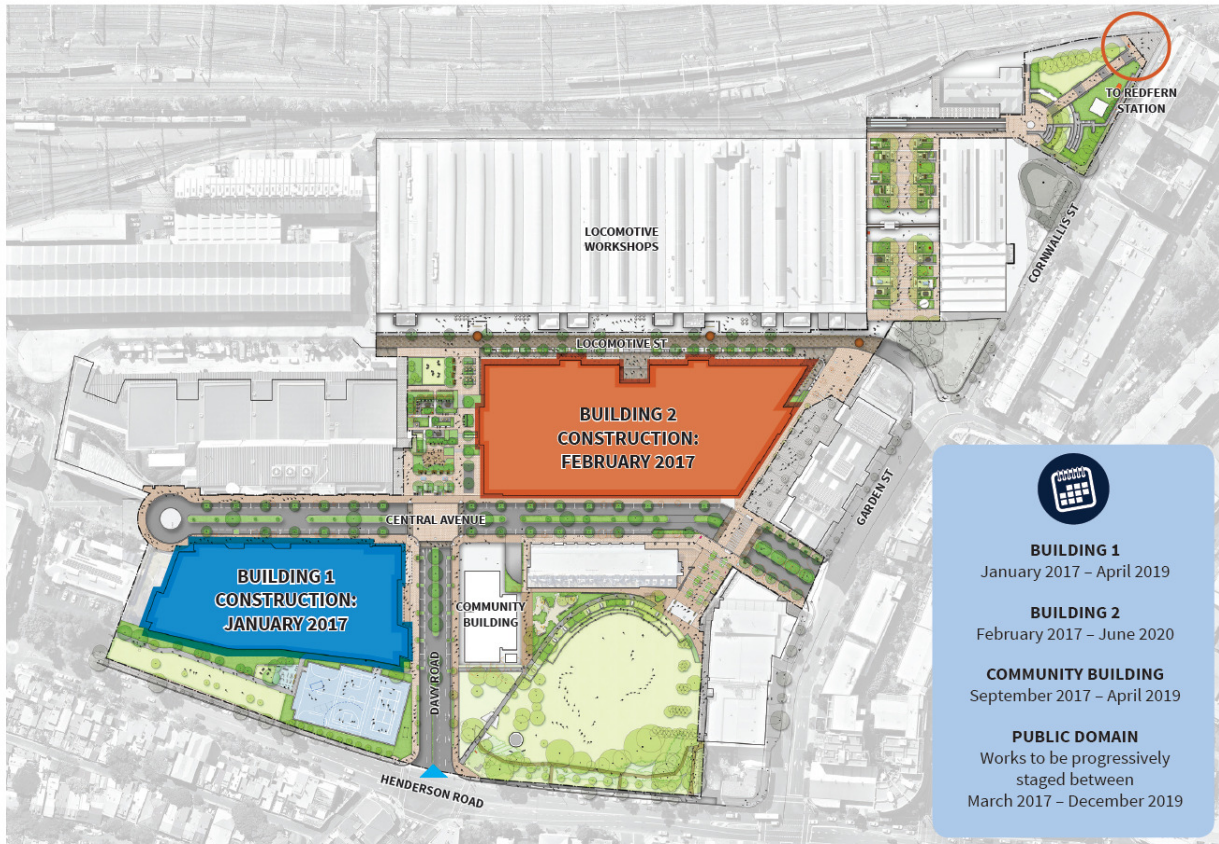 TO REDFERN
STATION
LOCOMOTIVE
WORKSHOPS
CORNWALLIS ST
LOCOMOTIVE ST
BUILDING 2
CONSTRUCTION:
FEBRUARY 2017
GARDEN ST
CENTRAL AVENUE
BUILDING 1
CONSTRUCTION:
JANUARY 2017
COMMUNITY
BUILDING
DAVY ROAD
HENDERSON ROAD
BUILDING 1
January 2017 – April 2019
BUILDING 2
February 2017 – June 2020
COMMUNITY BUILDING
September 2017 – April 2019
PUBLIC DOMAIN
Works to be progressively
staged between
March 2017 – December 2019